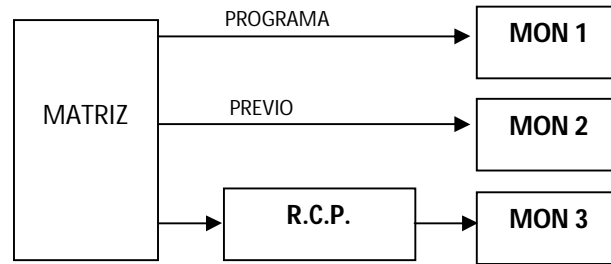 PROGRAMA
MON 1
MATRIZ
PREVIO
MON 2
R.C.P.
MON 3